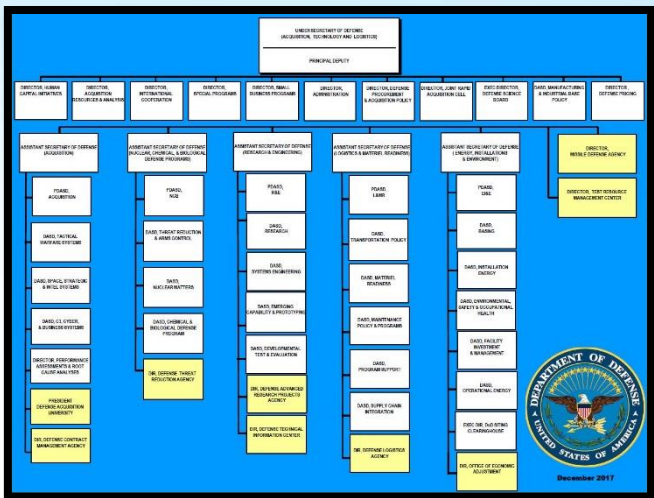 UNDER SECRETARY OF DEFENSE
(ACQUISITION, TECHNOLOGY AND LOGISTICS)
PRINCIPAL DEPUTY
DIRECTOR, HUMAN
CAPITAL INITIATIVES
DIRECTOR,
ACQUISITION
RESOURCES & ANALYSIS
DIRECTOR,
INTERNATIONAL
COOPERATION
DIRECTOR,
SPECIAL PROGRAMS
DIRECTOR, SMALL
BUSINESS PROGRAMS
DIRECTOR,
ADMINISTRATION
DIRECTOR, DEFENSE
PROCUREMENT
& ACQUISITION POLICY
DIRECTOR, JOINT RAPID
ACQUISITION CELL
EXEC DIRECTOR,
DEFENSE SCIENCE
BOARD
DASD, MANUFACTURING
& INDUSTRIAL BASE
POLICY
DIRECTOR,
DEFENSE PRICING
ASSISTANT SECRETARY OF DEFENSE
(ACQUISITION)
PDASD,
ACQUISITION
DASD, TACTICAL
WARFARE SYSTEMS
DASD, SPACE, STRATEGIC
& INTEL SYSTEMS
DASD, C3, CYBER,
& BUSINESS SYSTEMS
DIRECTOR, PERFORMANCE
ASSESSMENTS & ROOT
CAUSE ANALYSES
PRESIDENT
DEFENSE ACQUISITION
UNIVERSITY
DIR, DEFENSE CONTRACT
MANAGEMENT AGENCY
ASSISTANT SECRETARY OF DEFENSE
(NUCLEAR, CHEMICAL, & BIOLOGICAL
DEFENSE PROGRAMS)
PDASD,
NCB
DASD, THREAT REDUCTION
& ARMS CONTROL
DASD,
NUCLEAR MATTERS
DASD, CHEMICAL &
BIOLOGICAL DEFENSE
PROGRAM
DIR, DEFENSE THREAT
REDUCTION AGENCY
ASSISTANT SECRETARY OF DEFENSE
(RESEARCH & ENGINEERING)
PDASD,
R&E
DASD,
RESEARCH
DASD,
SYSTEMS ENGINEERING
DASD, EMERGING
CAPABILITY & PROTOTYPING
DASD, DEVELOPMENTAL
TEST & EVALUATION
DIR, DEFENSE ADVANCED
RESEARCH PROJECTS
AGENCY
DIR, DEFENSE TECHNICAL
INFORMATION CENTER
ASSISTANT SECRETARY OF DEFENSE
(LOGISTICS & MATERIEL READINESS)
PDASD,
L&MR
DASD,
TRANSPORTATION POLICY
DASD, MATERIEL
READINESS
DASD, MAINTENANCE
POLICY & PROGRAMS
DASD,
PROGRAM SUPPORT
DASD, SUPPLY CHAIN
INTEGRATION
DIR, DEFENSE LOGISTICS
AGENCY
ASSISTANT SECRETARY OF DEFENSE
(ENERGY, INSTALLATIONS
& ENVIRONMENT)
PDASD,
EI&E
DASD,
BASING
DASD, INSTALLATION
ENERGY
DASD, ENVIRONMENTAL,
SAFETY & OCCUPATIONAL
HEALTH
DASD, FACILITY
INVESTMENT
& MANAGEMENT
DASD,
OPERATIONAL ENERGY
EXEC DIR, DoD SITING
CLEARINGHOUSE
DIR, OFFICE OF ECONOMIC
ADJUSTMENT
DIRECTOR,
MISSILE DEFENSE AGENCY
DIRECTOR, TEST RESOURCE
MANAGEMENT CENTER
DEPARTMENT OF DEFENSE
UNITED STATES OF AMERICA
December 2017